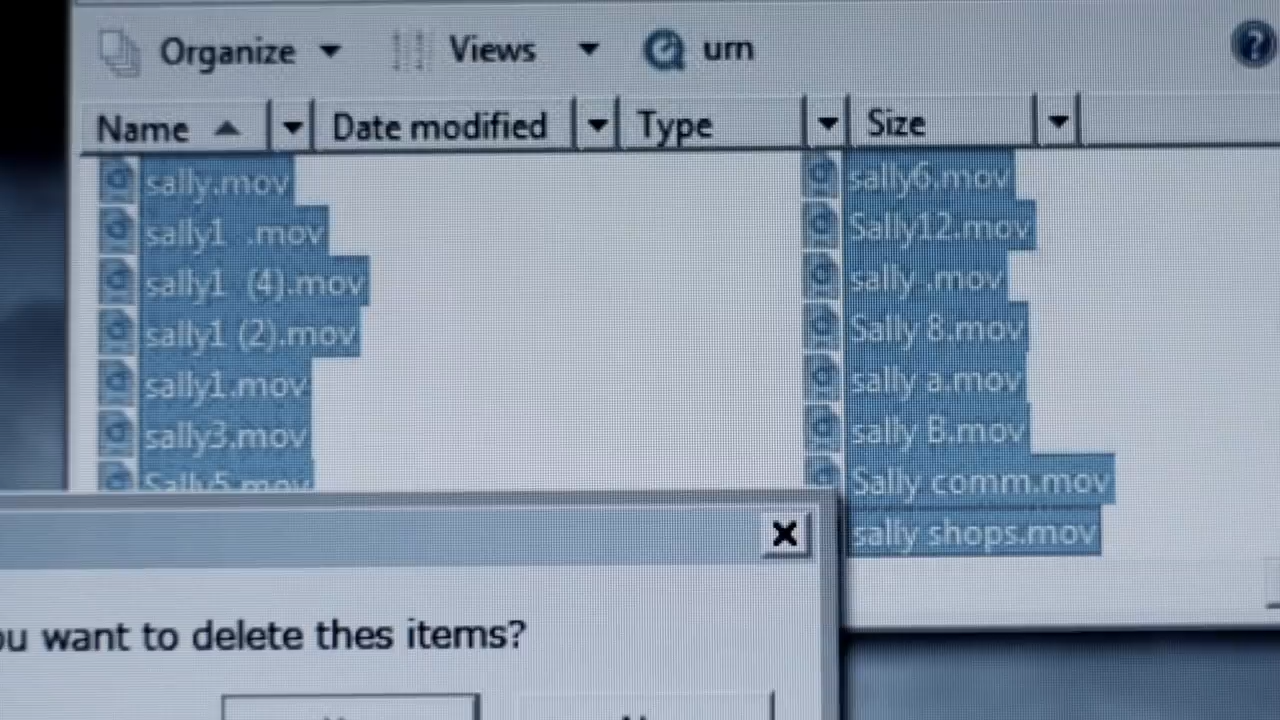 Organize Views urn
Name Date modified Type Size
sally.mov
sally1 .mov
sally1 (4).mov
sally1 (2).mov
sally1.mov
sally3.mov
Sally5.mov
sally6.mov
Sally12.mov
sally .mov
Sally 8.mov
sally a.mov
sally B.mov
Sally comm.mov
sally shops.mov
want to delete thes items?